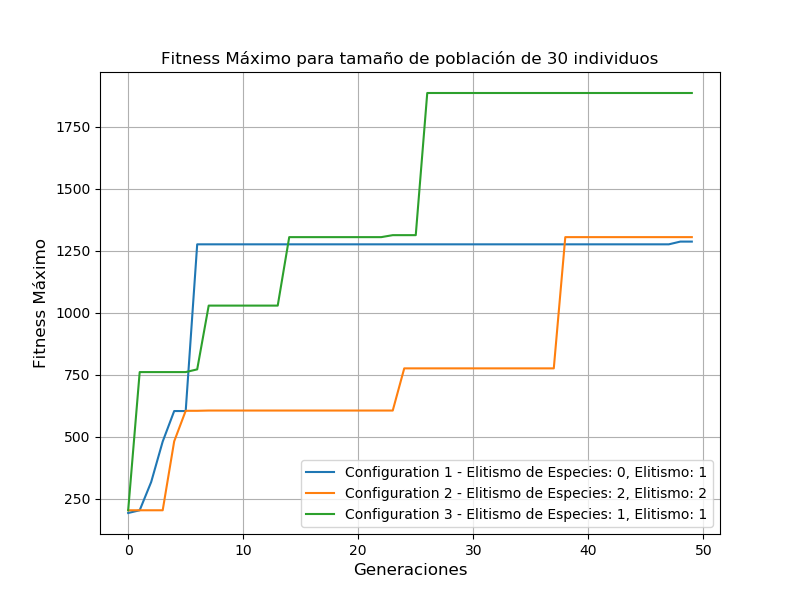 Fitness Máximo para tamaño de población de 30 individuos
Fitness Máximo
1750
1500
1250
1000
750
500
250
Configuration 1 - Elitismo de Especies: 0, Elitismo: 1
Configuration 2 - Elitismo de Especies: 2, Elitismo: 2
Configuration 3 - Elitismo de Especies: 1, Elitismo: 1
0 10 20 30 40 50
Generaciones